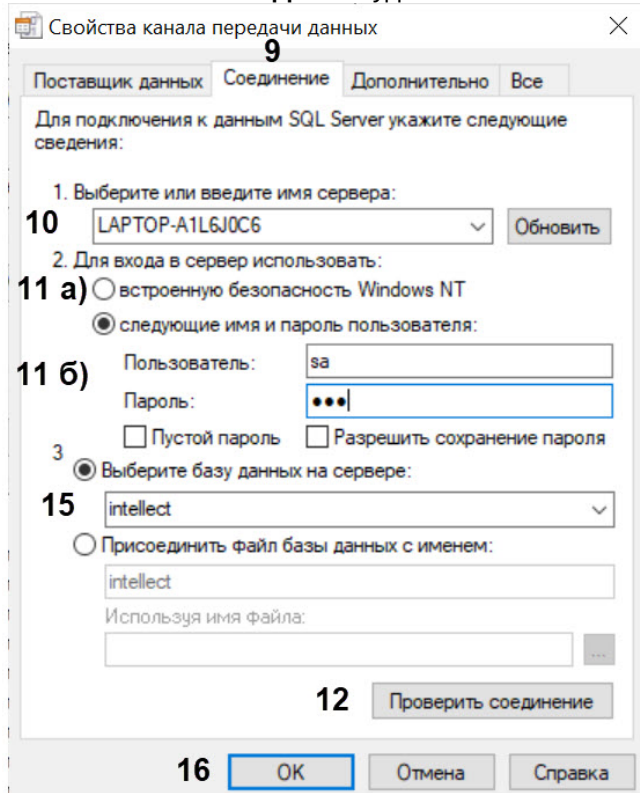 Свойства канала передачи данных
9
Поставщик данных Соединение Дополнительно Все
Для подключения к данным SQL Server укажите следующие
сведения:
1. Выберите или введите имя сервера:
10 LAPTOP-A1L6J0C6 Обновить
2. Для входа в сервер использовать:
11 а) встроенную безопасность Windows NT
следующие имя и пароль пользователя:
Пользователь: sa
11 б)
Пароль: •••
Пустой пароль Разрешить сохранение пароля
3
Выберите базу данных на сервере:
15 intellect
Присоединить файл базы данных с именем:
intellect
Используя имя файла:
...
12 Проверить соединение
16 OK Отмена Справка